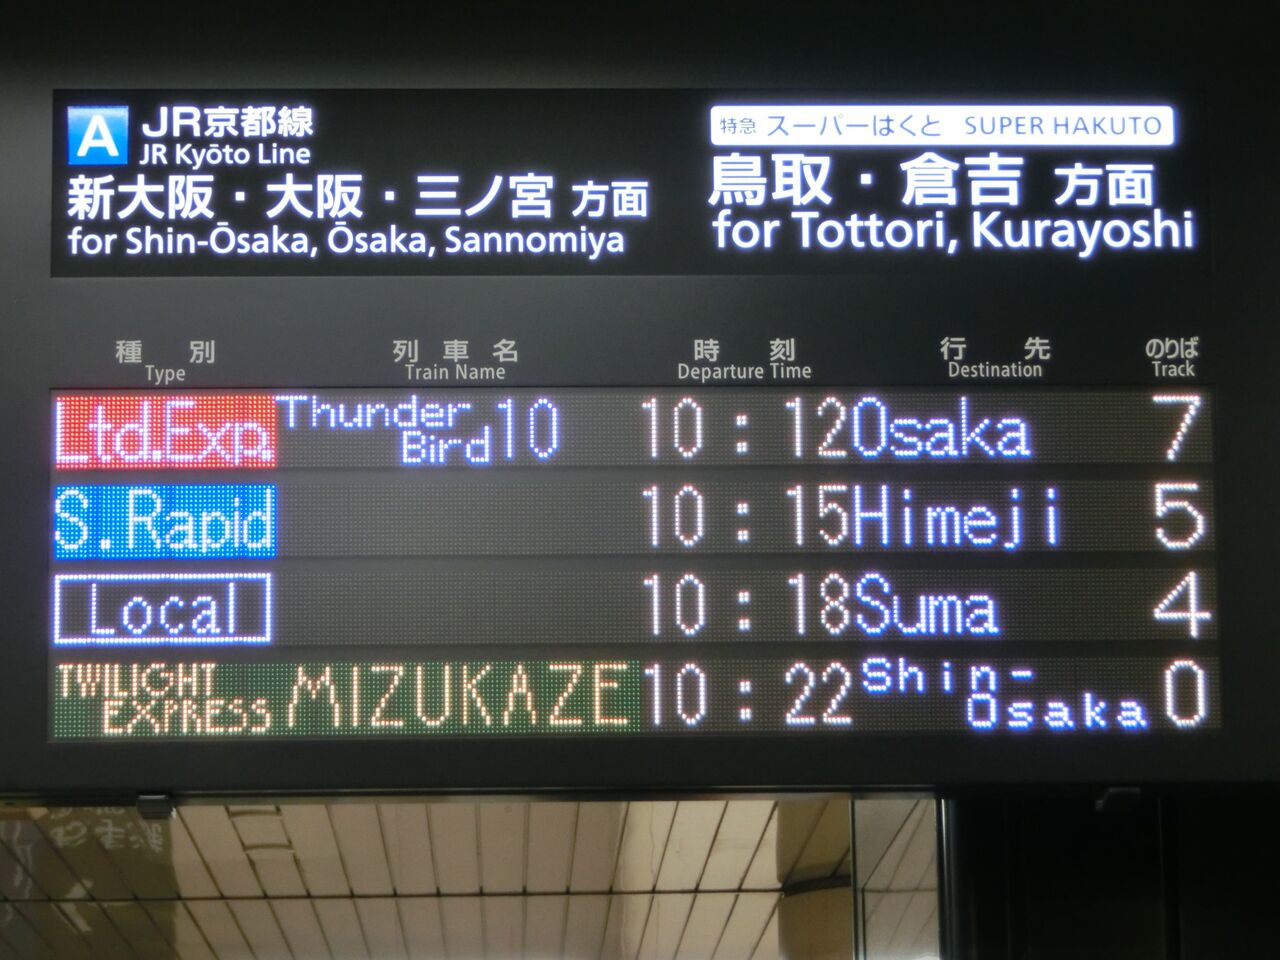 A JR京都線
JR Kyōto Line
新大阪・大阪・三ノ宮 方面
for Shin-Ōsaka, Ōsaka, Sannomiya
特急 スーパーはくと SUPER HAKUTO
鳥取・倉吉 方面
for Tottori, Kurayoshi
種別 列車名 時刻 行先 のりば
Type Train Name Departure Time Destination Track
Ltd.Exp. Thunder Bird 10 10:12 Osaka 7
S.Rapid 10:15 Himeji 5
Local 10:18 Suma 4
TWILIGHT EXPRESS MIZUKAZE 10:22 Shin-Osaka 0